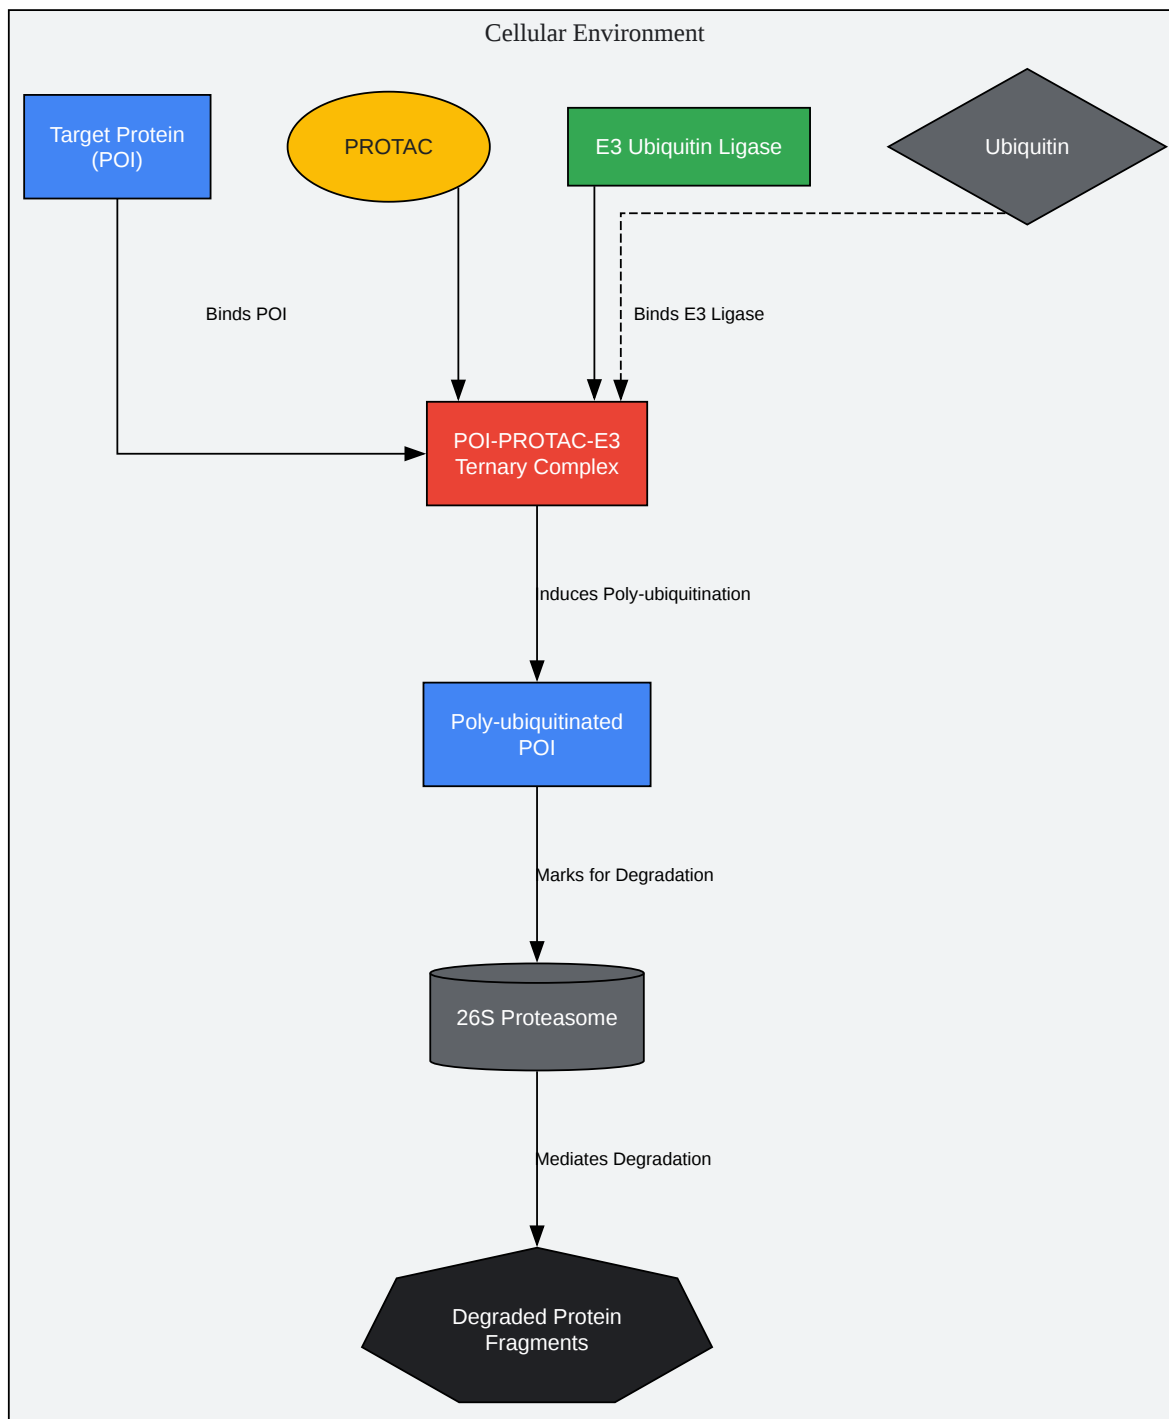 Cellular Environment
Target Protein
(POI)
PROTAC
E3 Ubiquitin Ligase
Ubiquitin
Binds POI
Binds E3 Ligase
POI-PROTAC-E3
Ternary Complex
Induces Poly-ubiquitination
Poly-ubiquitinated
POI
Marks for Degradation
26S Proteasome
Mediates Degradation
Degraded Protein
Fragments